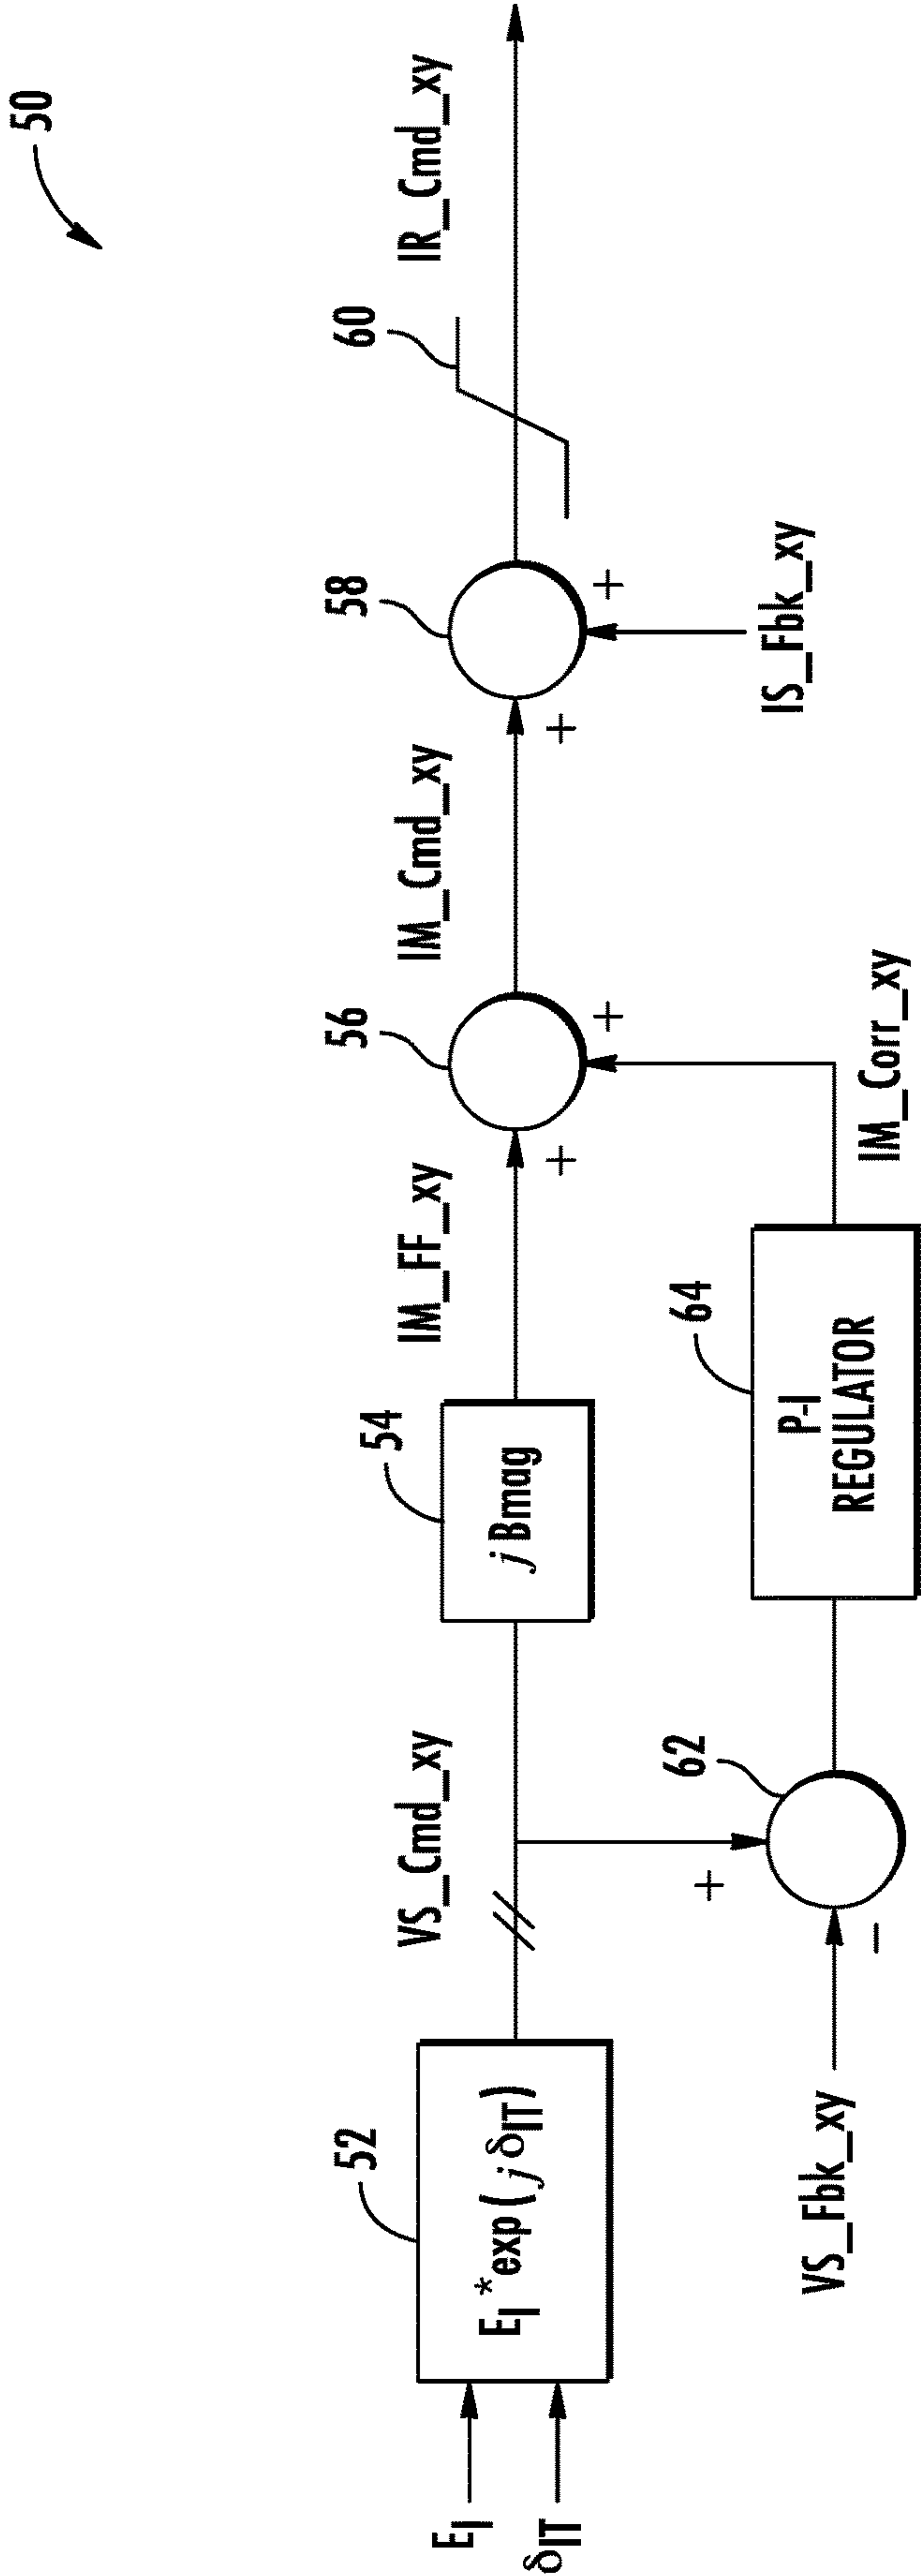 50
E_I
δ_IT
52
E_I*exp(jδ_IT)
VS_Cmd_xy
54
j Bmag
IM_FF_xy
56
+
+
IM_Cmd_xy
58
+
+
IS_Fbk_xy
60
IR_Cmd_xy
VS_Fbk_xy
62
+
-
64
P-I
REGULATOR
IM_Corr_xy